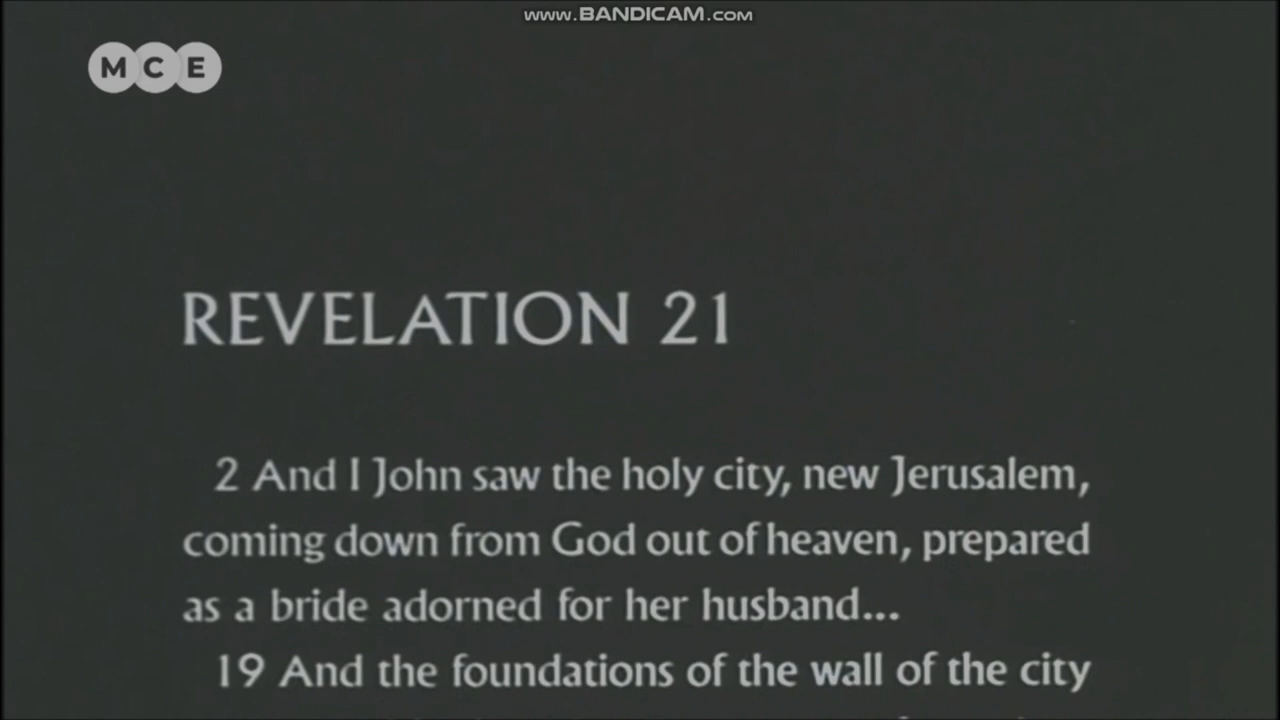 www.BANDICAM.com
MCE
REVELATION 21
2 And I John saw the holy city, new Jerusalem,
coming down from God out of heaven, prepared
as a bride adorned for her husband...
19 And the foundations of the wall of the city